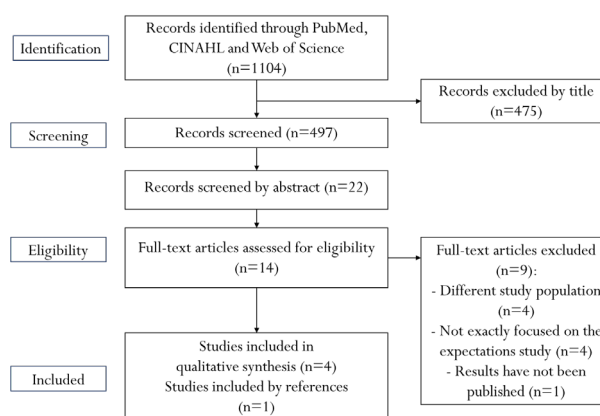 Identification
Records identified through PubMed,
CINAHL and Web of Science
(n=1104)
Records excluded by title
(n=475)
Screening
Records screened (n=497)
Records screened by abstract (n=22)
Eligibility
Full-text articles assessed for eligibility
(n=14)
Full-text articles excluded
(n=9):
- Different study population
(n=4)
- Not exactly focused on the
expectations study (n=4)
- Results have not been
published (n=1)
Included
Studies included in
qualitative synthesis (n=4)
Studies included by references
(n=1)